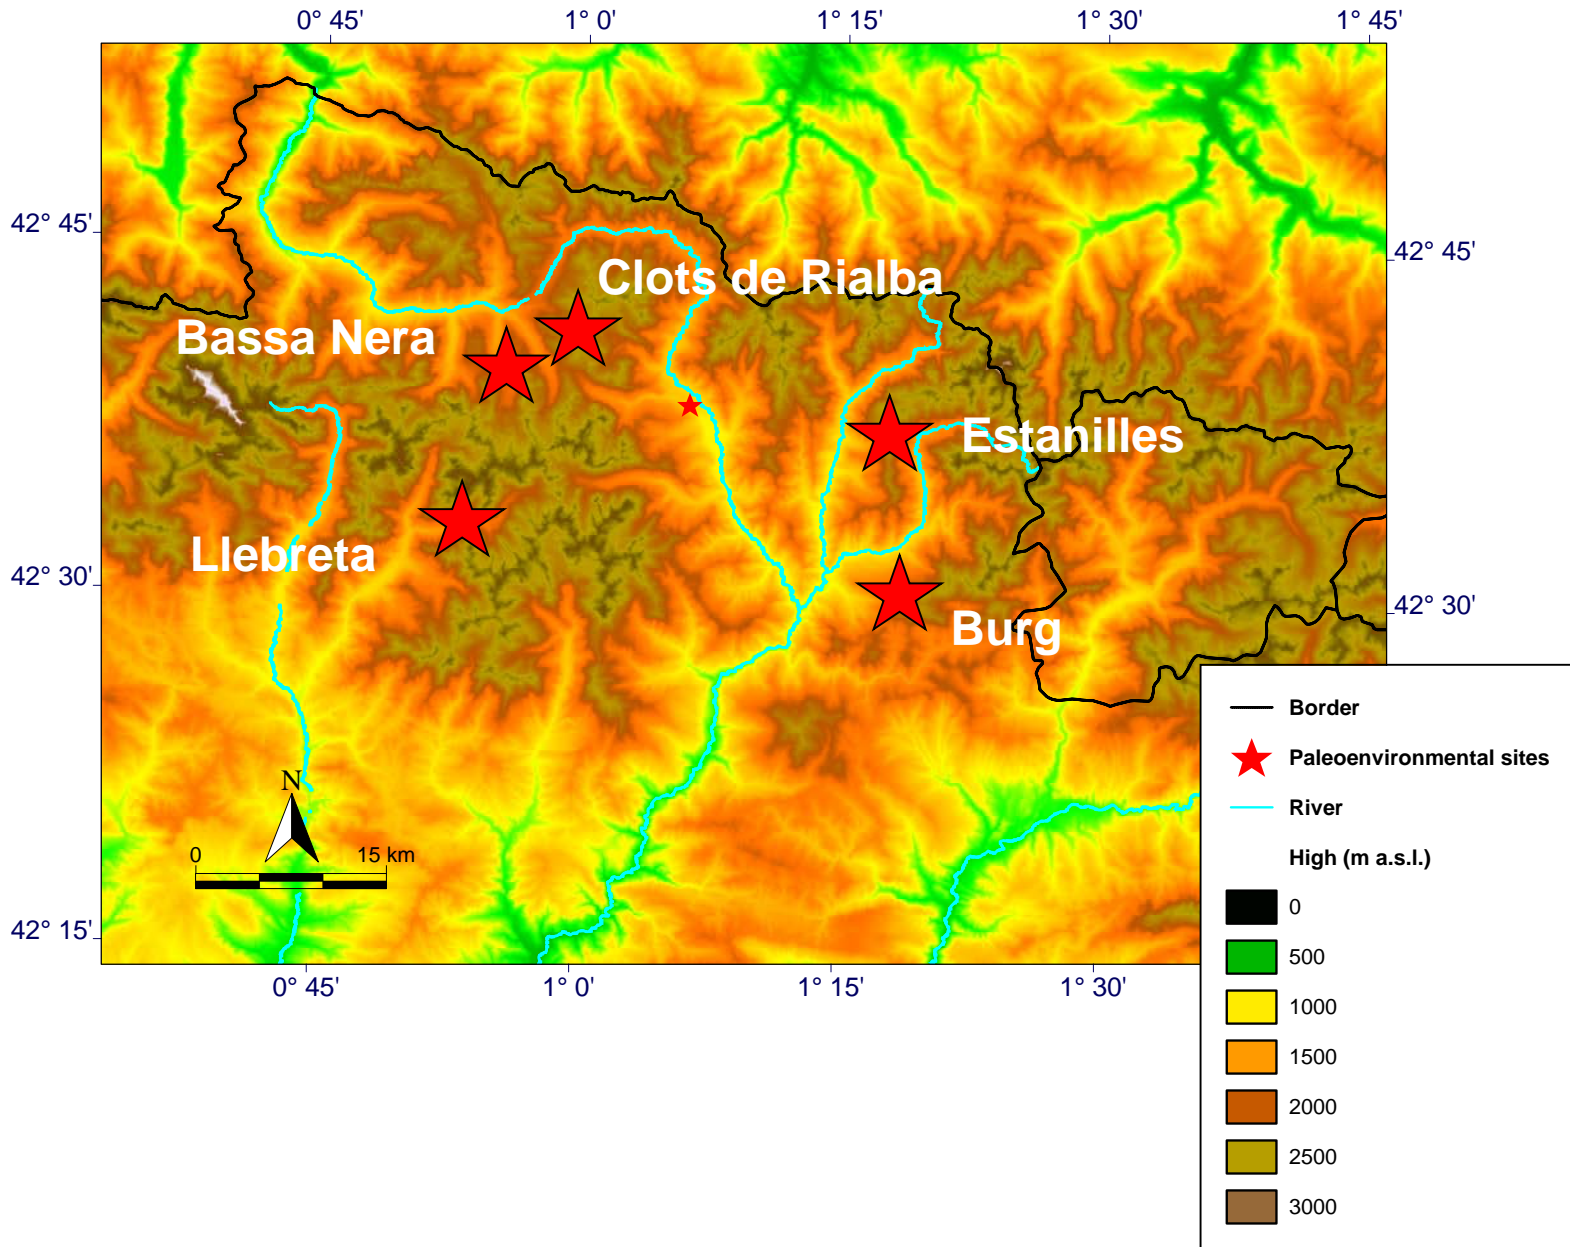 0° 45' 1° 0' 1° 15' 1° 30' 1° 45'
42° 45' 42° 45'
Clots de Rialba
Bassa Nera
Estanilles
Llebreta
42° 30' 42° 30'
Burg
Border
Paleoenvironmental sites
River
High (m a.s.l.)
0
500
1000
1500
2000
2500
3000
N
0 15 km
42° 15'
0° 45' 1° 0' 1° 15' 1° 30'